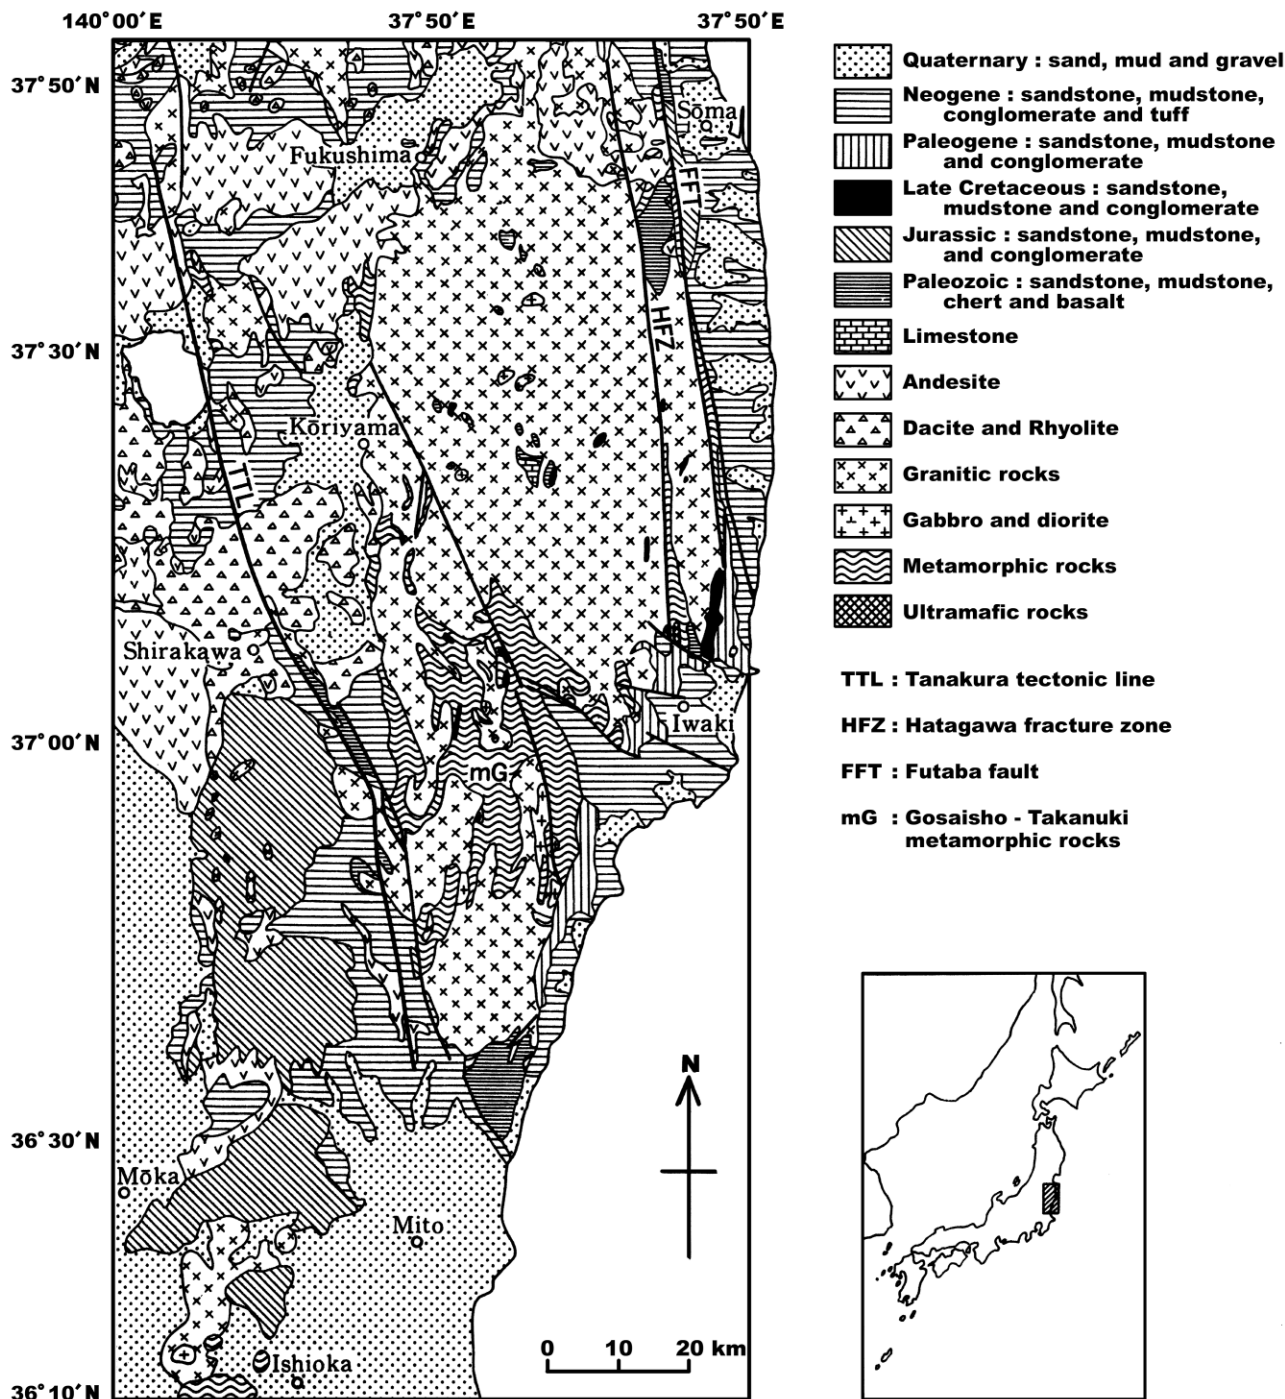 140°00′E 37°50′E 37°50′E
37°50′N
37°30′N
37°00′N
36°30′N
36°10′N
Sōma
Fukushima
FFT
HFZ
Kōriyama
TTL
Shirakawa
Iwaki
mG
N
Mōka
Mito
Ishioka
0 10 20 km
Quaternary : sand, mud and gravel
Neogene : sandstone, mudstone,
conglomerate and tuff
Paleogene : sandstone, mudstone
and conglomerate
Late Cretaceous : sandstone,
mudstone and conglomerate
Jurassic : sandstone, mudstone,
and conglomerate
Paleozoic : sandstone, mudstone,
chert and basalt
Limestone
Andesite
Dacite and Rhyolite
Granitic rocks
Gabbro and diorite
Metamorphic rocks
Ultramafic rocks
TTL : Tanakura tectonic line
HFZ : Hatagawa fracture zone
FFT : Futaba fault
mG : Gosaisho - Takanuki
metamorphic rocks